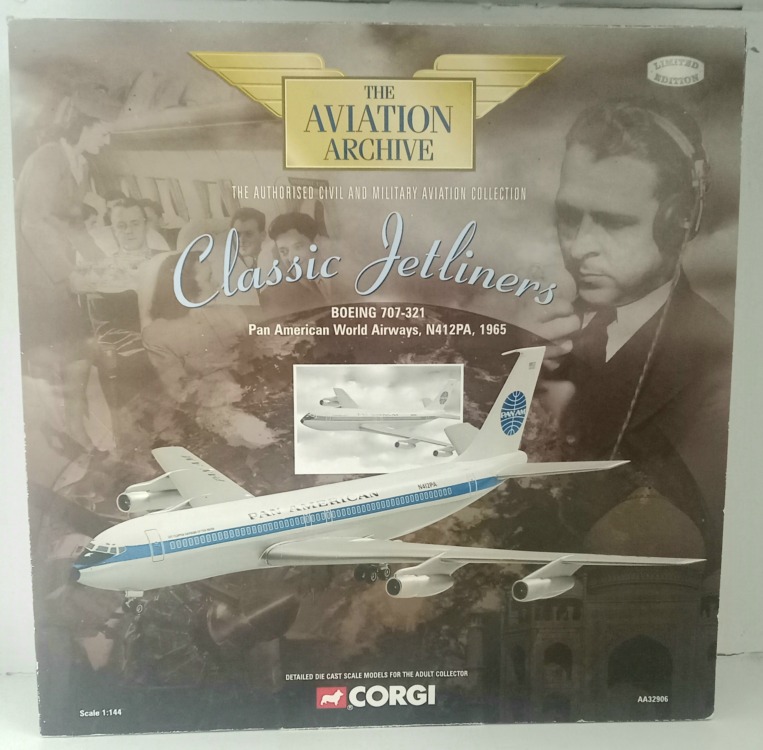 LIMITED
EDITION
THE
AVIATION
ARCHIVE
THE AUTHORISED CIVIL AND MILITARY AVIATION COLLECTION
Classic Jetliners
BOEING 707-321
Pan American World Airways, N412PA, 1965
PAN AM
PAN AMERICAN
N412PA
DETAILED DIE CAST SCALE MODELS FOR THE ADULT COLLECTOR
CORGI
®
Scale 1:144
AA32906